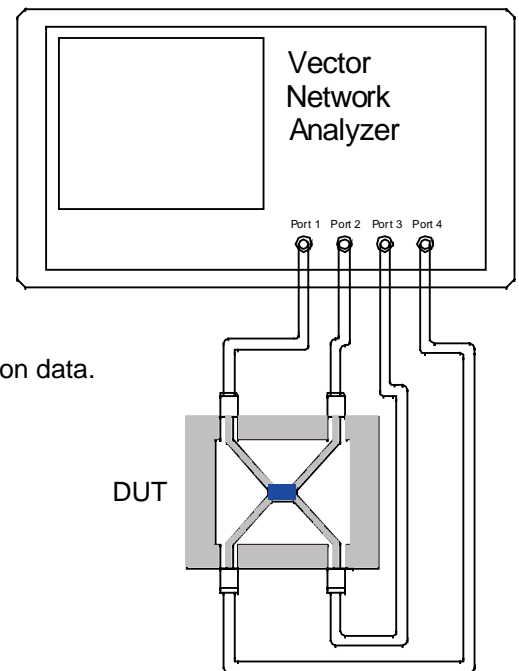 Vector
Network
Analyzer
Port 1 Port 2 Port 3 Port 4
on data.
DUT